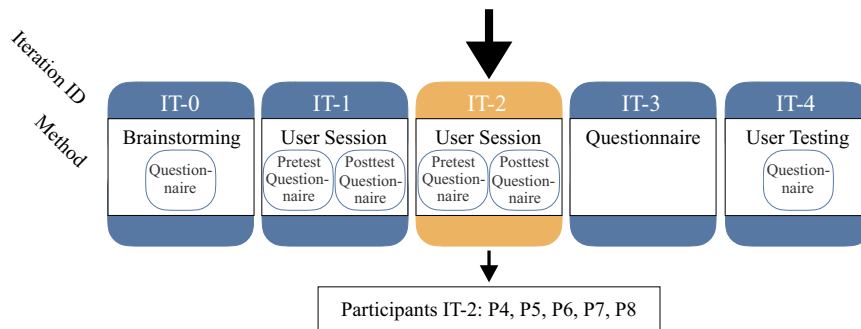 Iteration ID
IT-0
IT-1
IT-2
IT-3
IT-4
Method
Brainstorming
Question-
naire
User Session
Pretest
Question-
naire
Posttest
Question-
naire
User Session
Pretest
Question-
naire
Posttest
Question-
naire
Questionnaire
User Testing
Question-
naire
Participants IT-2: P4, P5, P6, P7, P8